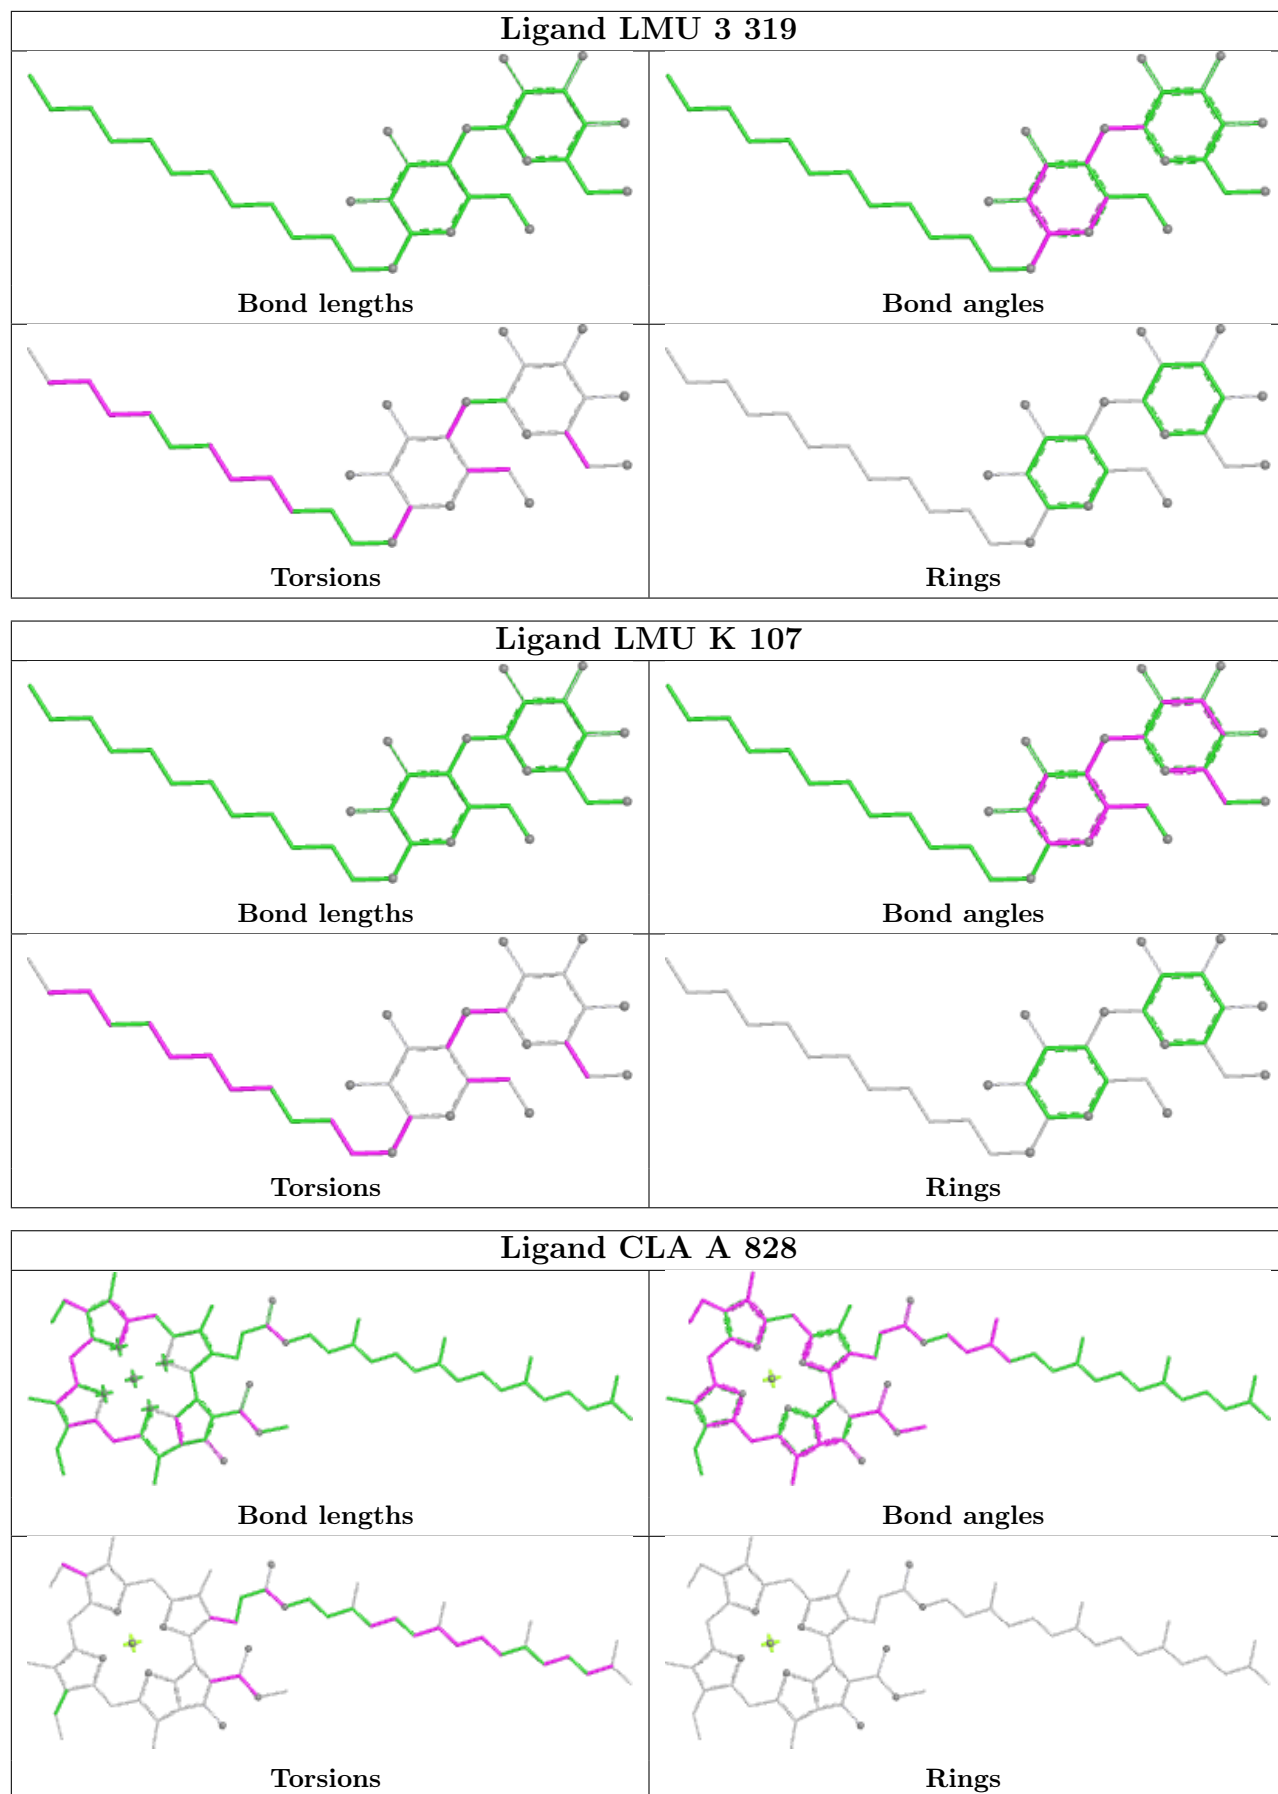 Ligand LMU 3 319
Bond lengths
Bond angles
Torsions
Rings
Ligand LMU K 107
Bond lengths
Bond angles
Torsions
Rings
Ligand CLA A 828
Bond lengths
Bond angles
Torsions
Rings